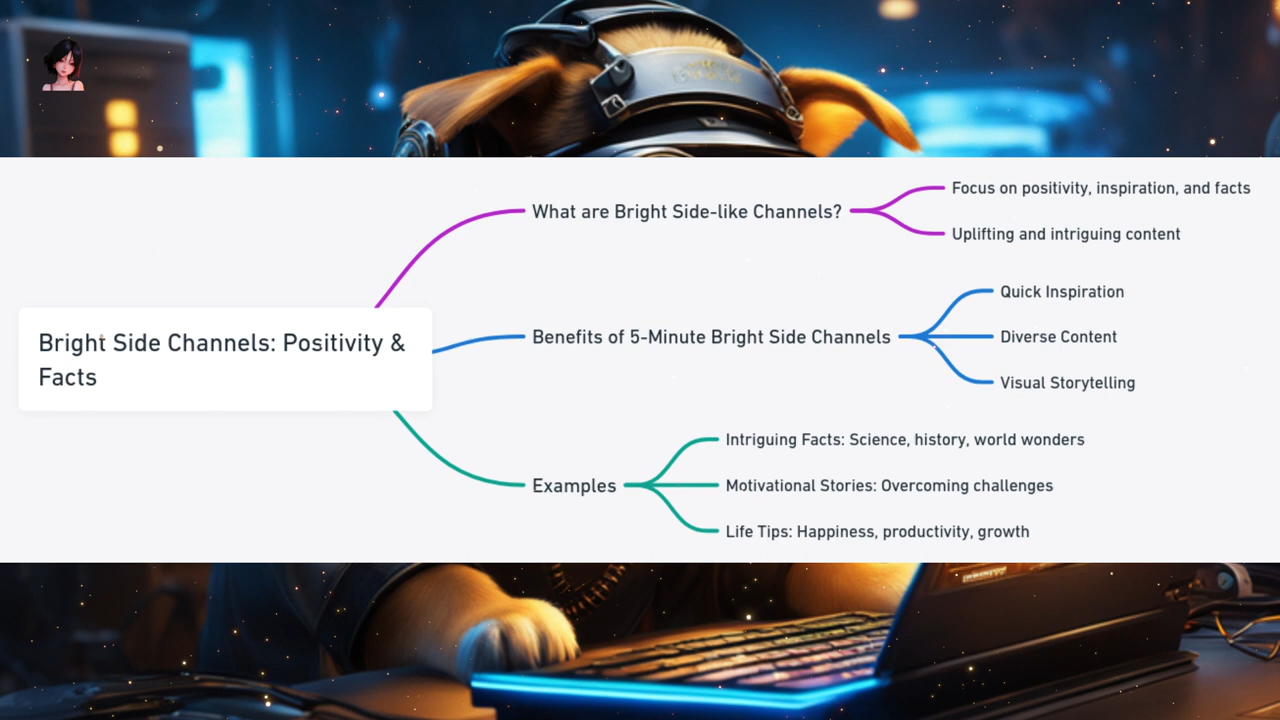 Bright Side Channels: Positivity &
Facts
What are Bright Side-like Channels?
Focus on positivity, inspiration, and facts
Uplifting and intriguing content
Benefits of 5-Minute Bright Side Channels
Quick Inspiration
Diverse Content
Visual Storytelling
Examples
Intriguing Facts: Science, history, world wonders
Motivational Stories: Overcoming challenges
Life Tips: Happiness, productivity, growth